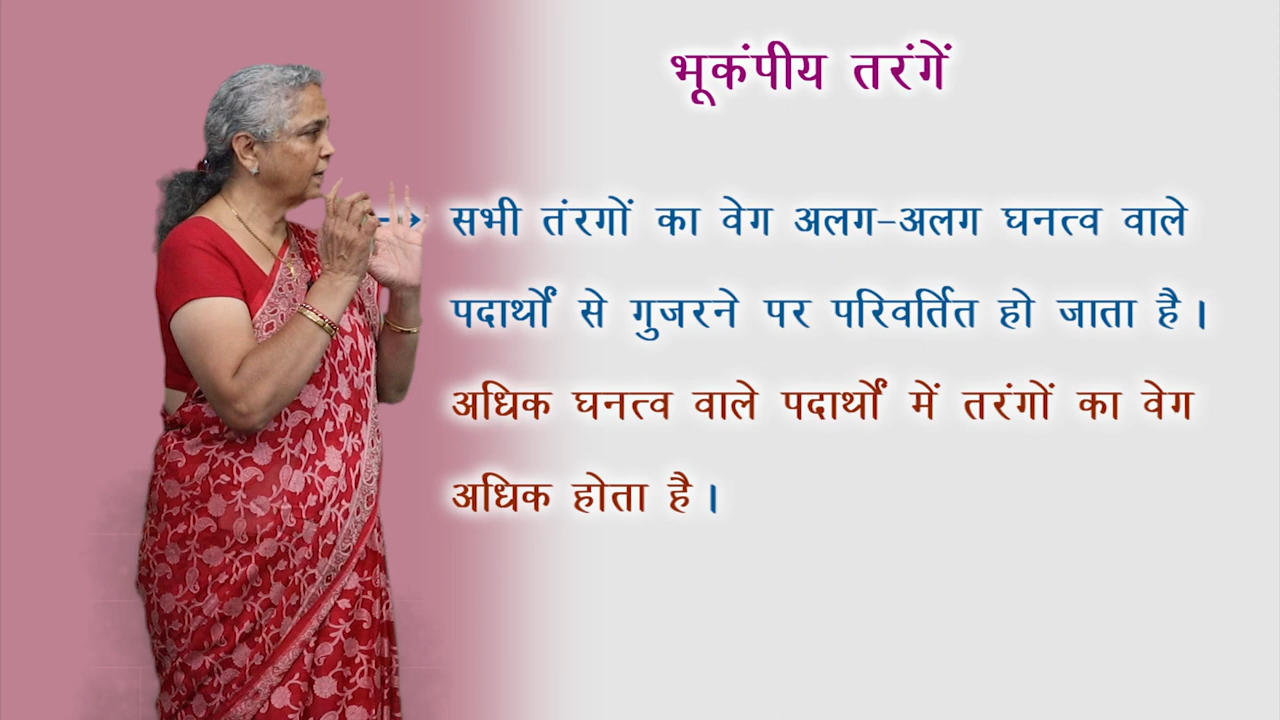 भूकंपीय तरंगें
सभी तंरगों का वेग अलग-अलग घनत्व वाले
पदार्थों से गुजरने पर परिवर्तित हो जाता है।
अधिक घनत्व वाले पदार्थों में तरंगों का वेग
अधिक होता है।